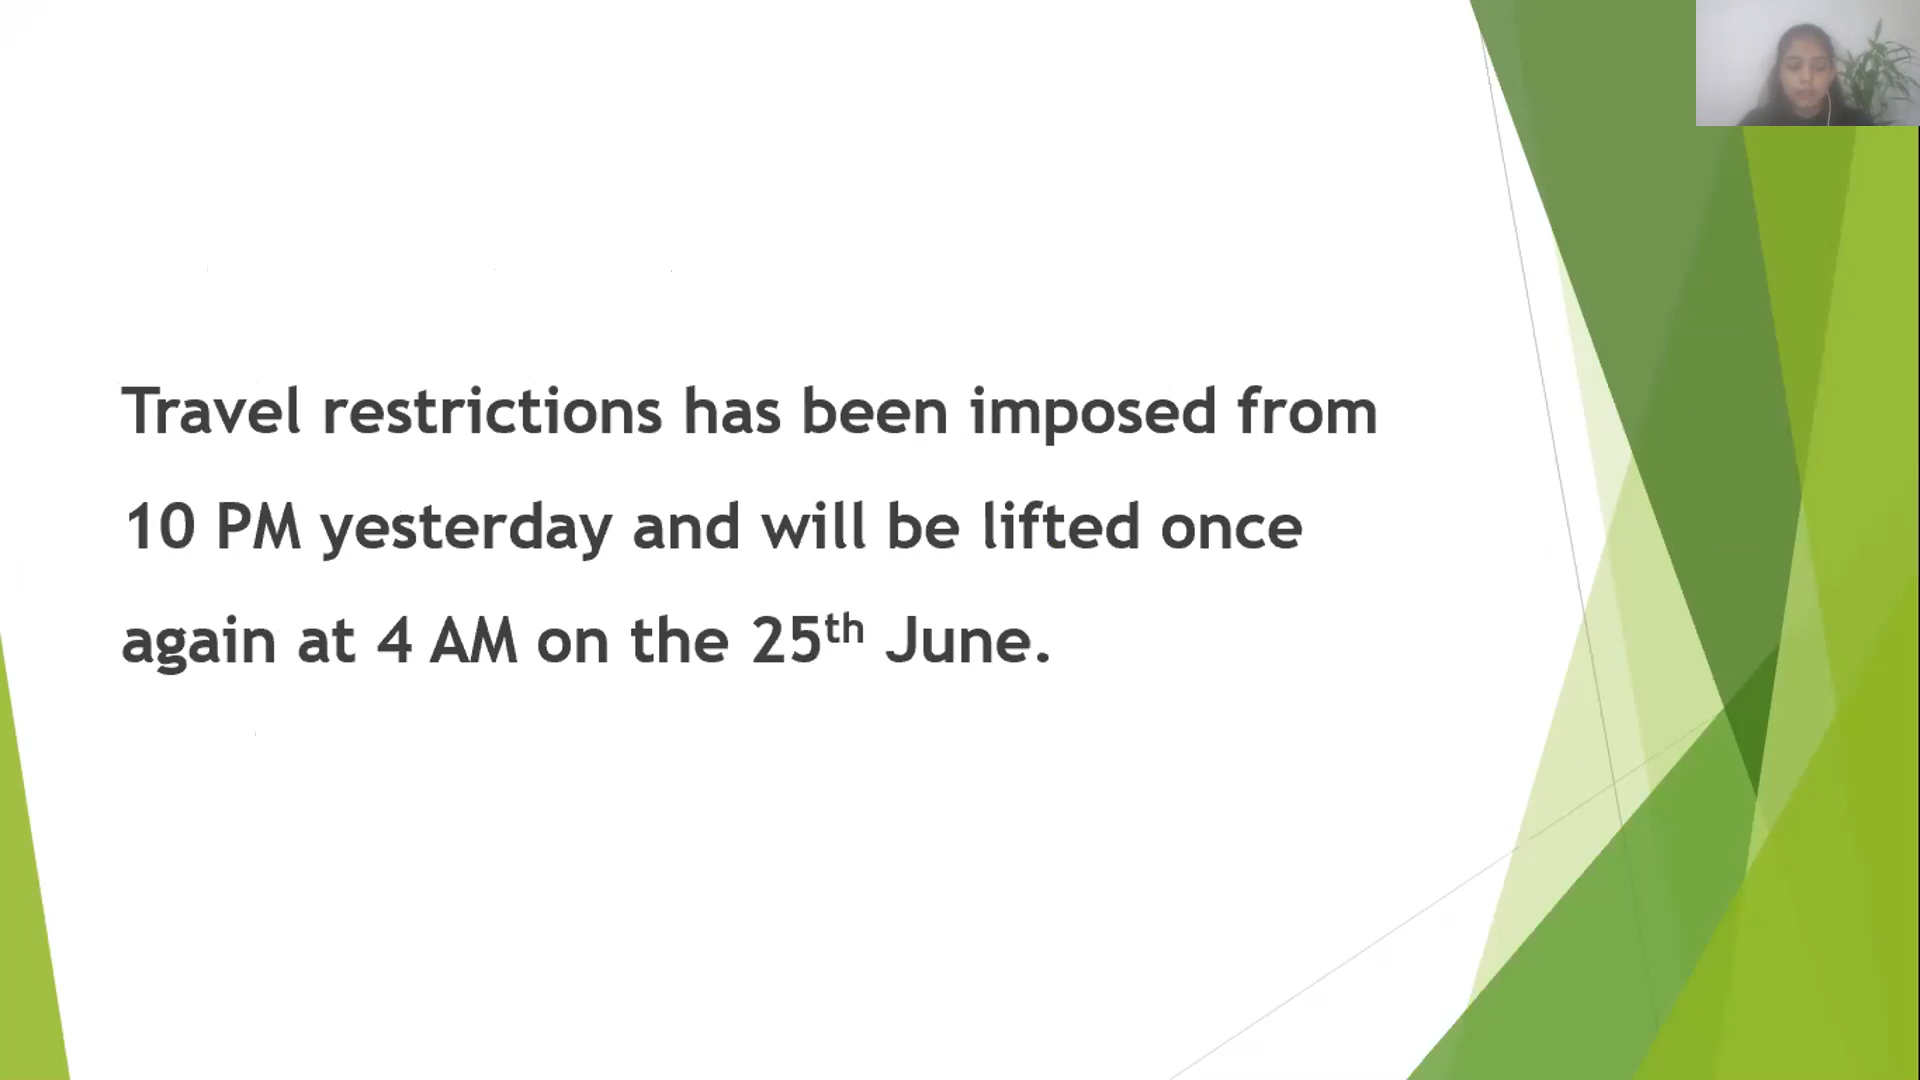 Travel restrictions has been imposed from
10 PM yesterday and will be lifted once
again at 4 AM on the 25th June.